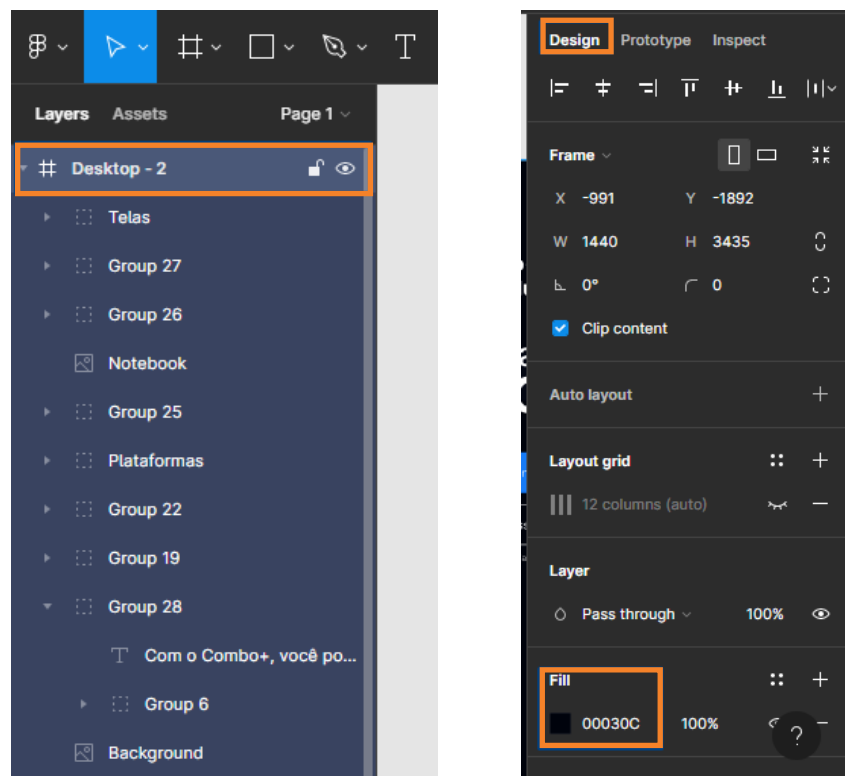 Layers Assets Page 1
Desktop - 2
Telas
Group 27
Group 26
Notebook
Group 25
Plataformas
Group 22
Group 19
Group 28
Com o Combo+, você po...
Group 6
Background
Design Prototype Inspect
Frame
X -991 Y -1892
W 1440 H 3435
0° 0
Clip content
Auto layout
Layout grid
12 columns (auto)
Layer
Pass through 100%
Fill
00030C 100%
?